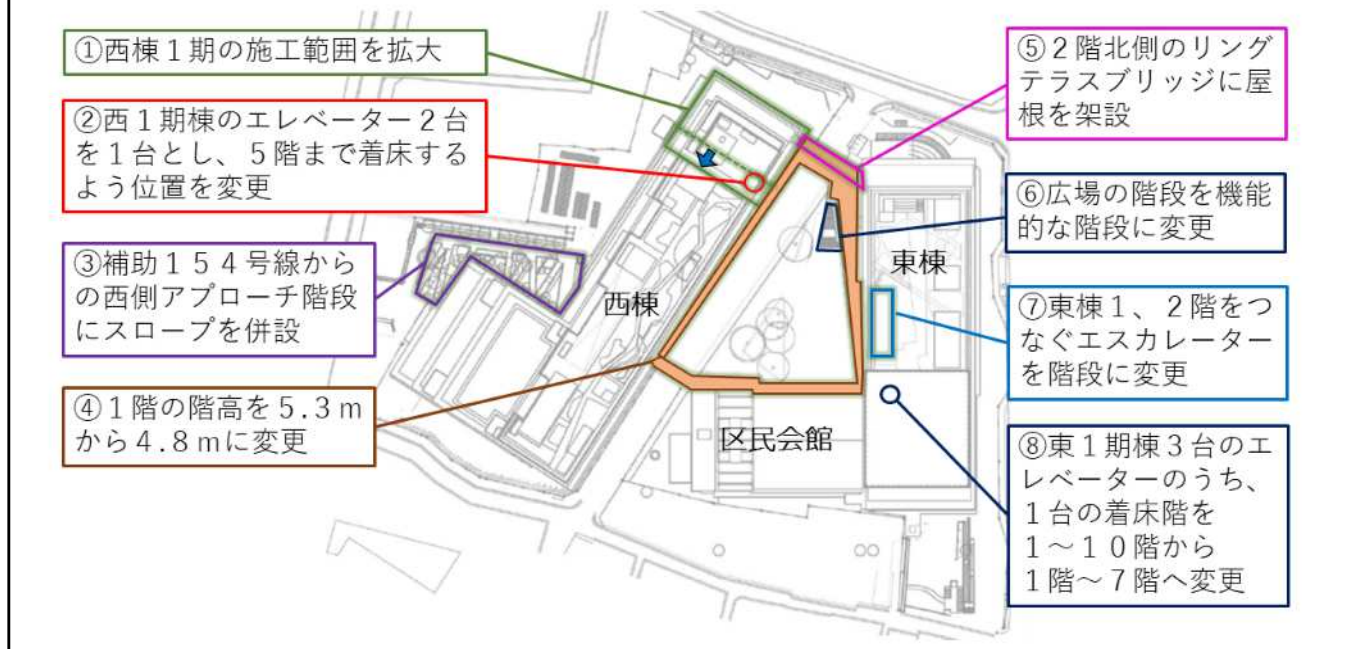 ①西棟１期の施工範囲を拡大
②西１期棟のエレベーター２台
を１台とし、５階まで着床する
よう位置を変更
③補助１５４号線から
の西側アプローチ階段
にスロープを併設
④１階の階高を５.３ｍ
から４.８ｍに変更
西棟
区民会館
東棟
⑤２階北側のリング
テラスブリッジに屋
根を架設
⑥広場の階段を機能
的な階段に変更
⑦東棟１、２階をつ
なぐエスカレーター
を階段に変更
⑧東１期棟３台のエ
レベーターのうち、
１台の着床階を
１～１０階から
１階～７階へ変更